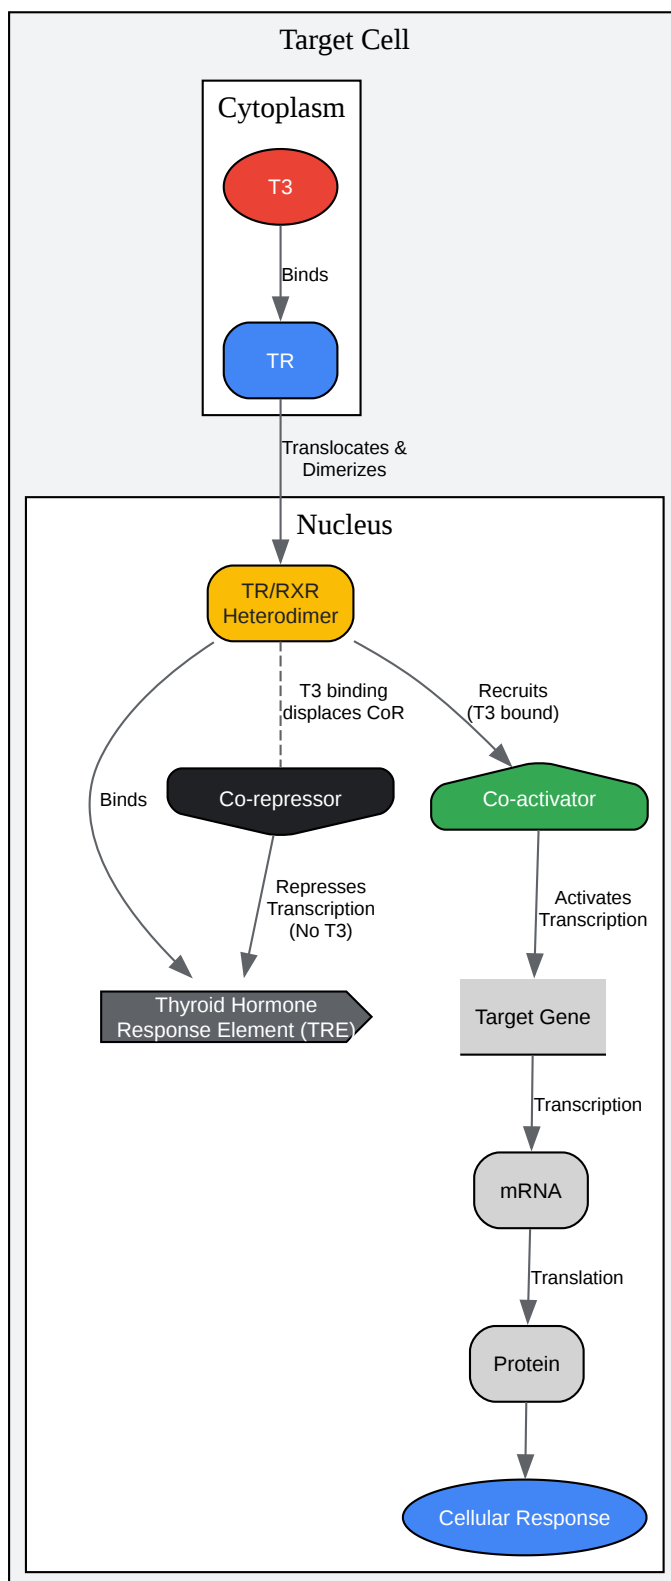 Target Cell
Cytoplasm
T3
Binds
TR
Translocates &
Dimerizes
Nucleus
TR/RXR
Heterodimer
T3 binding
displaces CoR
Recruits
(T3 bound)
Binds
Co-repressor
Co-activator
Represses
Transcription
(No T3)
Activates
Transcription
Thyroid Hormone
Response Element (TRE)
Target Gene
Transcription
mRNA
Translation
Protein
Cellular Response